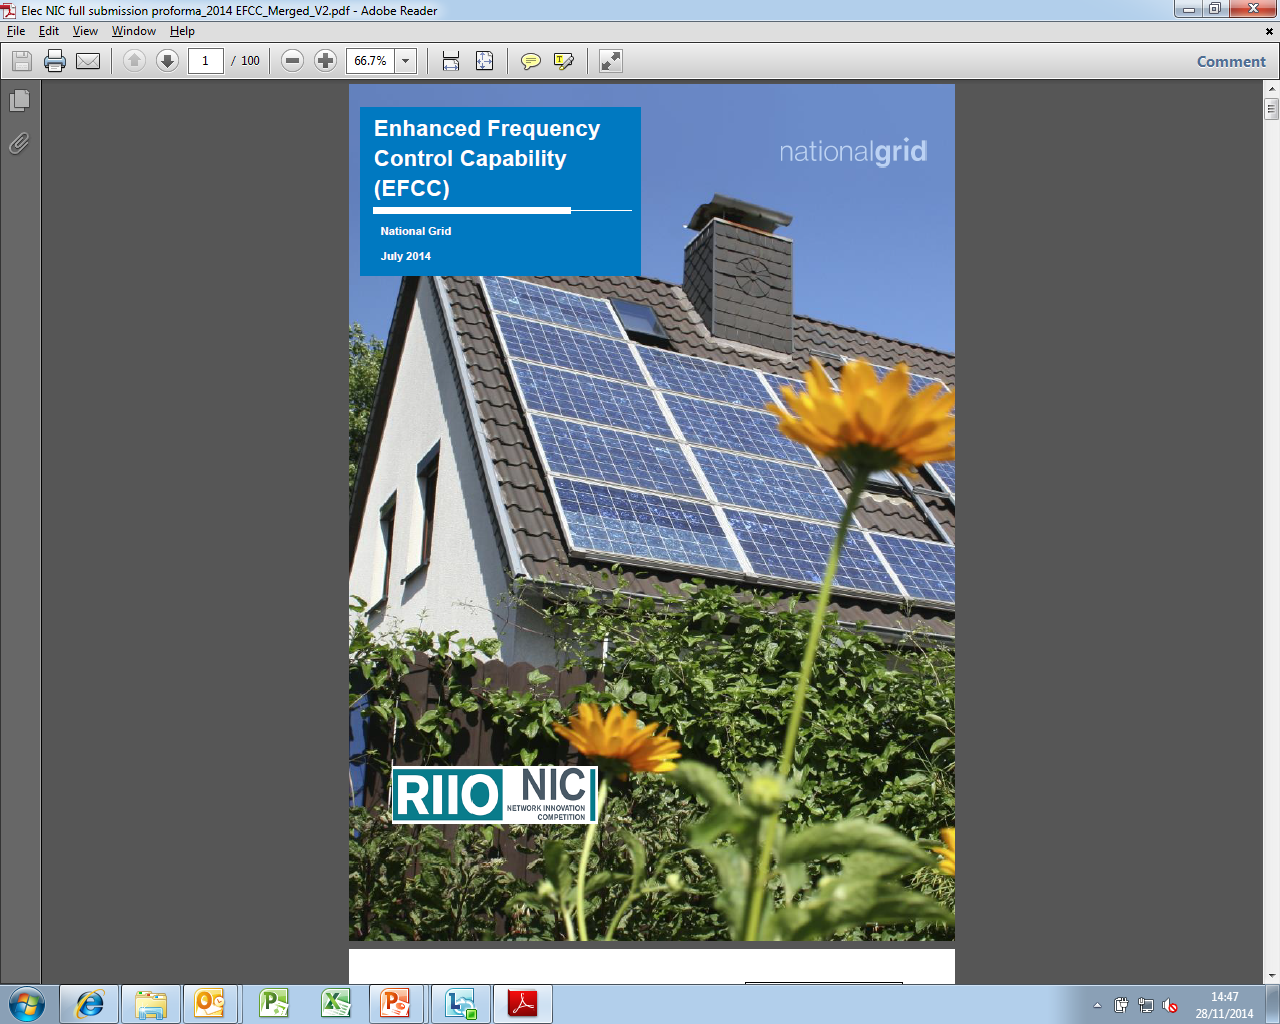 Elec NIC full submission proforma_2014 EFCC_Merged_V2.pdf - Adobe Reader
File Edit View Window Help
1 / 100 66.7% Comment
Enhanced Frequency
Control Capability
(EFCC)
National Grid
July 2014
nationalgrid
RIIO NIC
NETWORK INNOVATION
COMPETITION
14:47
28/11/2014